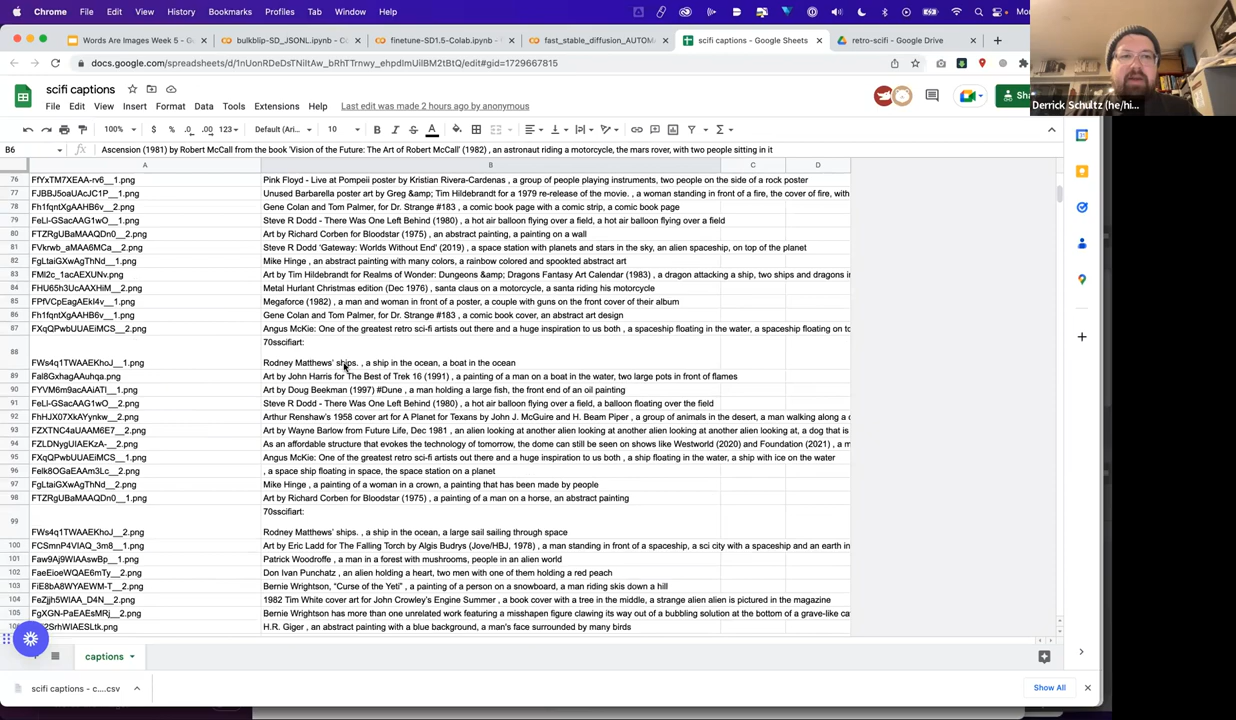 Chrome File Edit View History Bookmarks Profiles Tab Window Help
Words Are Images Week 5 - G
bulkblip-SD_JSONL.ipynb - C
finetune-SD1.5-Colab.ipynb -
fast_stable_diffusion_AUTOMA
scifi captions - Google Sheets
retro-scifi - Google Drive
scifi captions
File Edit View Insert Format Data Tools Extensions Help Last edit was made 2 hours ago by anonymous
100% $ % .0 .00 123 Default (Ari... 10 B I S A
Derrick Schultz (he/hi...
B6 Ascension (1981) by Robert McCall from the book 'Vision of the Future: The Art of Robert McCall' (1982) , an astronaut riding a motorcycle, the mars rover, with two people sitting in it
A B C D
76 FfYxTM7XEAA-rv6__1.png Pink Floyd - Live at Pompeii poster by Kristian Rivera-Cardenas , a group of people playing instruments, two people on the side of a rock poster
77 FJBBJ5oaUAcJC1P__3.png Unused Barbarella poster art by Greg &amp; Tim Hildebrandt for a 1979 re-release of the movie. , a woman standing in front of a fire, the cover of fire, with
78 Fh1fqntXgAAHB6v__2.png Gene Colan and Tom Palmer, for Dr. Strange #183 , a comic book page with a comic strip, a comic book page
79 FeLI-GSacAAG1wO__1.png Steve R Dodd - There Was One Left Behind (1980) , a hot air balloon flying over a field, a hot air balloon flying over a field
80 FTZRgUBaMAAQDn0__2.png Art by Richard Corben for Bloodstar (1975) , an abstract painting, a painting on a wall
81 FVkrwb_aMAA6MCa__2.png Steve R Dodd 'Gateway: Worlds Without End' (2019) , a space station with planets and stars in the sky, an alien spaceship, on top of the planet
82 FgLtaiGXwAgThNd__1.png Mike Hinge , an abstract painting with many colors, a rainbow colored and spookted abstract art
83 FMl2c_1acAEXUNv.png Art by Tim Hildebrandt for Realms of Wonder: Dungeons &amp; Dragons Fantasy Art Calendar (1983) , a dragon attacking a ship, two ships and dragons i
84 FHU65h3UcAAXHiM__2.png Metal Hurlant Christmas edition (Dec 1976) , santa claus on a motorcycle, a santa riding his motorcycle
85 FPfVCpEagAEkI4v__1.png Megaforce (1982) , a man and woman in front of a poster, a couple with guns on the front cover of their album
86 Fh1fqntXgAAHB6v__1.png Gene Colan and Tom Palmer, for Dr. Strange #183 , a comic book cover, an abstract art design
87 FXqQPwbUUAEiMCS__2.png Angus McKie: One of the greatest retro sci-fi artists out there and a huge inspiration to us both , a spaceship floating in the water, a spaceship floating on to
70sscifiart:
88 FWs4q1TWAAEKhoJ__1.png Rodney Matthews' ships. , a ship in the ocean, a boat in the ocean
89 Fal8GxhagAAuhqa.png Art by John Harris for The Best of Trek 16 (1991) , a painting of a man on a boat in the water, two large pots in front of flames
90 FYVM6m9acAAiATI__1.png Art by Doug Beekman (1997) #Dune , a man holding a large fish, the front end of an oil painting
91 FeLI-GSacAAG1wO__2.png Steve R Dodd - There Was One Left Behind (1980) , a hot air balloon flying over a field, a balloon floating over the field
92 FhHJX07XkAYynkw__2.png Arthur Renshaw's 1958 cover art for A Planet for Texans by John J. McGuire and H. Beam Piper , a group of animals in the desert, a man walking along a c
93 FZXTNC4aUAAM6E7__2.png Art by Wayne Barlow from Future Life, Dec 1981 , an alien looking at another alien looking at another alien looking at another alien looking at, a dog that is
94 FZLDNygUIAEKzA-__2.png As an affordable structure that evokes the technology of tomorrow, the dome can still be seen on shows like Westworld (2020) and Foundation (2021) , a m
95 FXqQPwbUUAEiMCS__1.png Angus McKie: One of the greatest retro sci-fi artists out there and a huge inspiration to us both , a ship floating in the water, a ship with ice on the water
96 Felk8OGaEAAm3Lc__2.png , a space ship floating in space, the space station on a planet
97 FgLtaiGXwAgThNd__2.png Mike Hinge , a painting of a woman in a crown, a painting that has been made by people
98 FTZRgUBaMAAQDn0__1.png Art by Richard Corben for Bloodstar (1975) , a painting of a man on a horse, an abstract painting
70sscifiart:
99 FWs4q1TWAAEKhoJ__2.png Rodney Matthews' ships. , a ship in the ocean, a large sail sailing through space
100 FCSmnP4VIAQ_3m8__1.png Art by Eric Ladd for The Falling Torch by Algis Budrys (Jove/HBJ, 1978) , a man standing in front of a spaceship, a sci city with a spaceship and an earth in
101 Faw9Aj9WIAAswBp__1.png Patrick Woodroffe , a man in a forest with mushrooms, people in an alien world
102 FaeEioeWQAE6mTy__2.png Don Ivan Punchatz , an alien holding a heart, two men with one of them holding a red peach
103 FiE8bA8WYAEWM-T__2.png Bernie Wrightson, "Curse of the Yeti" , a painting of a person on a snowboard, a man riding skis down a hill
104 FeZjjh5WIAA_D4N__2.png 1982 Tim White cover art for John Crowley's Engine Summer , a book cover with a tree in the middle, a strange alien alien is pictured in the magazine
105 FgXGN-PaEAEsMRj__2.png Bernie Wrightson has more than one unrelated work featuring a misshapen figure clawing its way out of a bubbling solution at the bottom of a grave-like ca
2SrhWIAESLtk.png H.R. Giger , an abstract painting with a blue background, a man's face surrounded by many birds
captions
scifi captions - c....csv
Show All